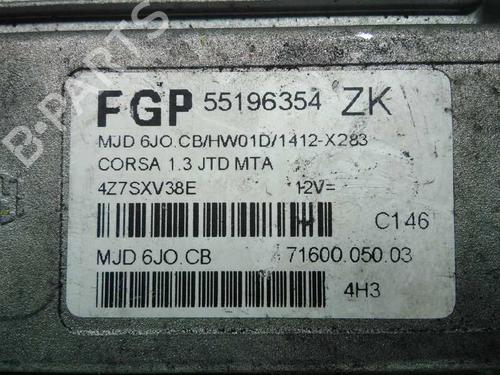 FGP 55196354 ZK
MJD 6JO.CB/HW01D/1412-X283
CORSA 1.3 JTD MTA
4Z7SXV38E 12V=
C146
MJD 6JO.CB 71600.050.03
4H3
B-PARTS